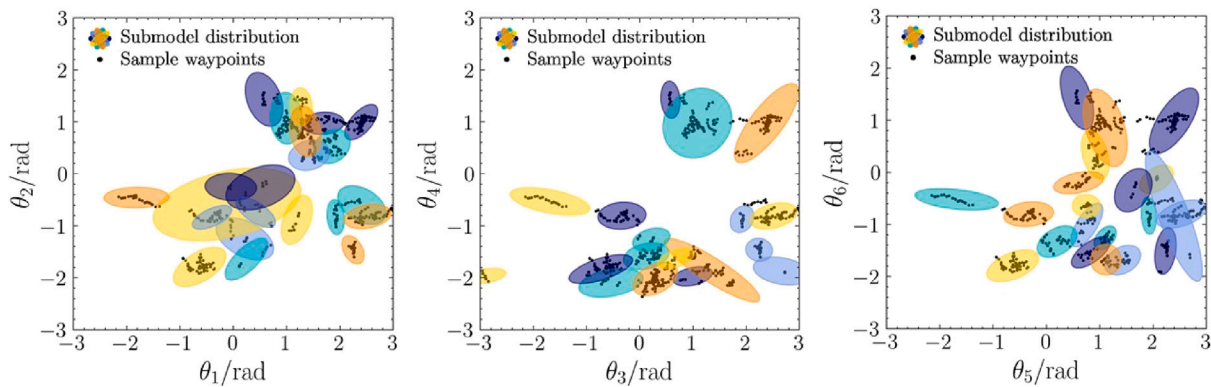 Submodel distribution
Sample waypoints
3
2
1
0
−1
−2
−3
−3 −2 −1 0 1 2 3
θ2/rad
θ1/rad
Submodel distribution
Sample waypoints
3
2
1
0
−1
−2
−3
−3 −2 −1 0 1 2 3
θ4/rad
θ3/rad
Submodel distribution
Sample waypoints
3
2
1
0
−1
−2
−3
−3 −2 −1 0 1 2 3
θ6/rad
θ5/rad